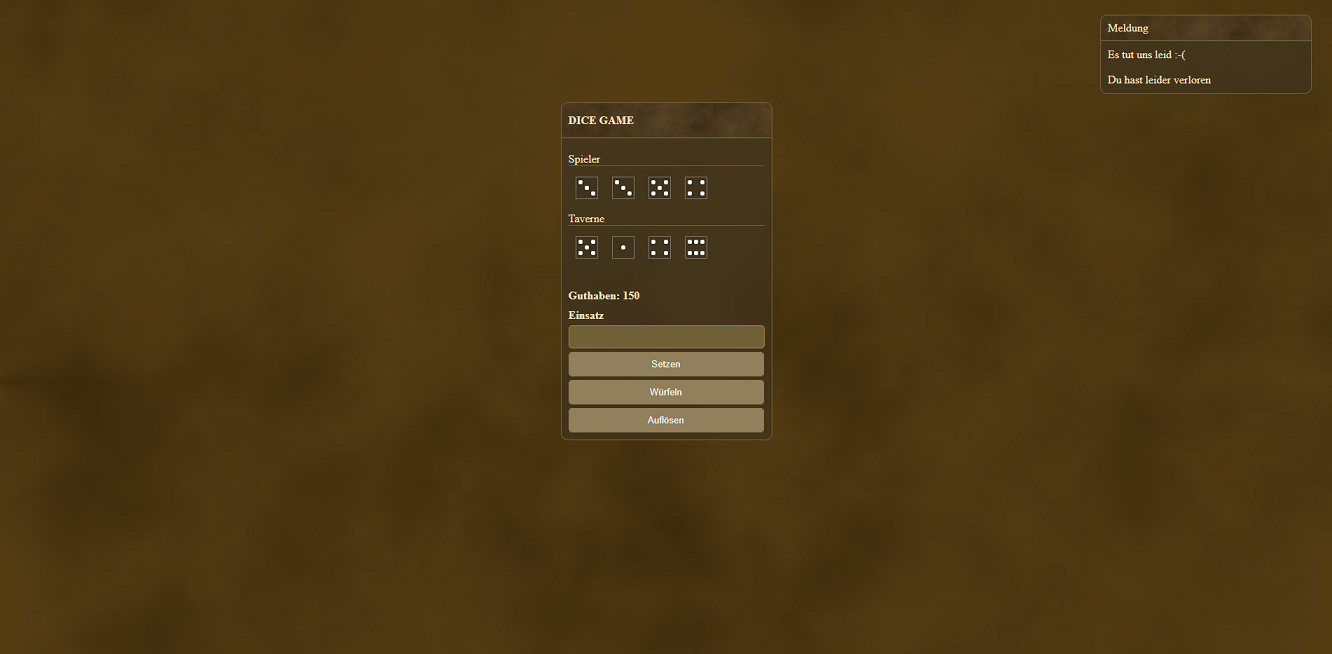 Meldung
Es tut uns leid :-(
Du hast leider verloren
DICE GAME
Spieler
Taverne
Guthaben: 150
Einsatz
Setzen
Würfeln
Auflösen